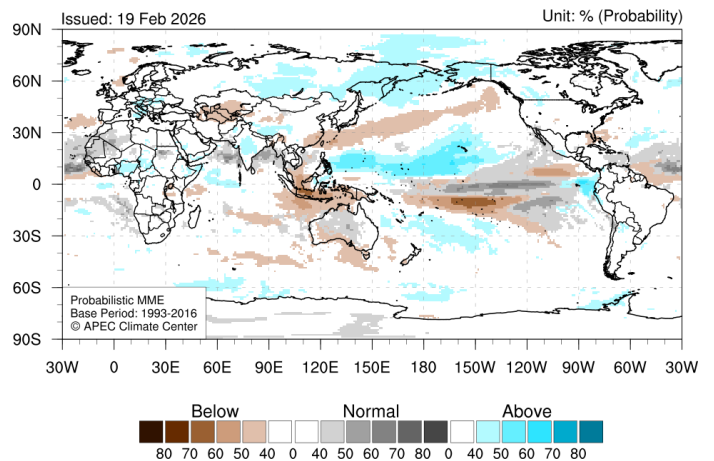 Issued: 19 Feb 2026
Unit: % (Probability)
90N
60N
30N
0
30S
60S
90S
Probabilistic MME
Base Period: 1993-2016
© APEC Climate Center
30W 0 30E 60E 90E 120E 150E 180 150W 120W 90W 60W 30W
Below Normal Above
80 70 60 50 40 0 40 50 60 70 80 0 40 50 60 70 80